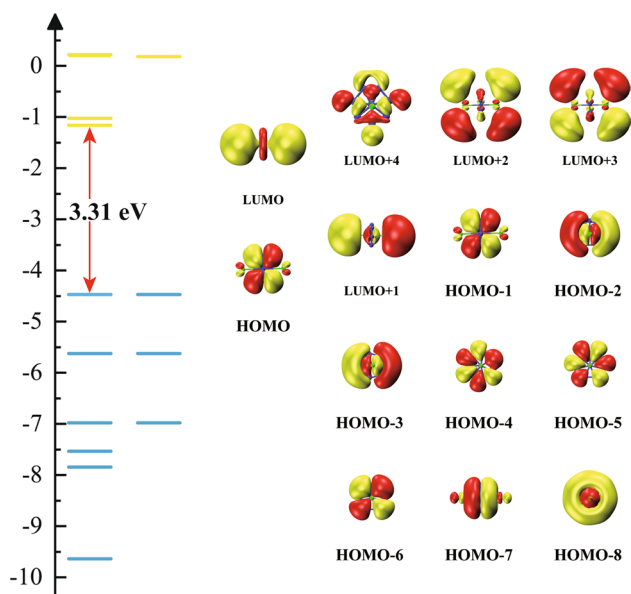 0
-1
-2
-3
-4
-5
-6
-7
-8
-9
-10
3.31 eV
LUMO
HOMO
LUMO+4 LUMO+2 LUMO+3
LUMO+1 HOMO-1 HOMO-2
HOMO-3 HOMO-4 HOMO-5
HOMO-6 HOMO-7 HOMO-8